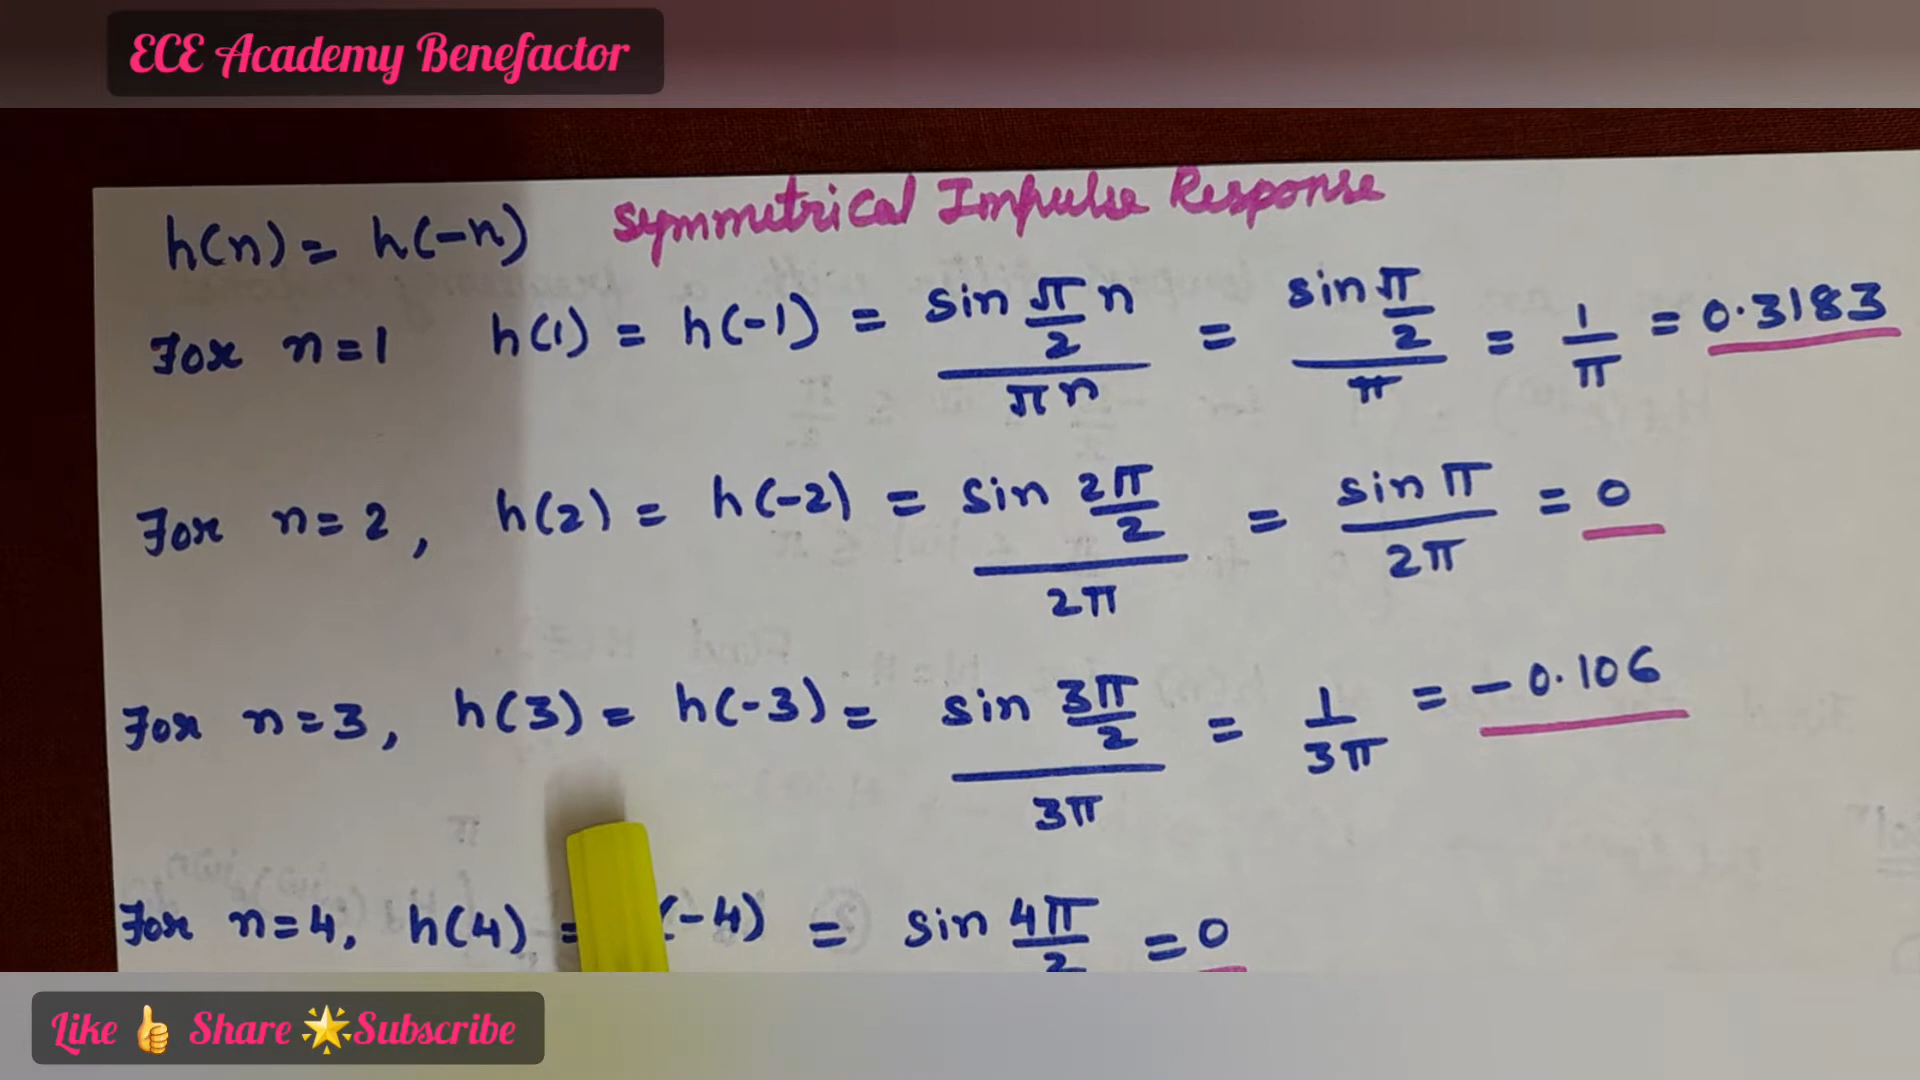 ECE Academy Benefactor
h(n) = h(-n) Symmetrical Impulse Response
For n=1 h(1) = h(-1) = sin π/2 n / πn = sin π/2 / π = 1/π = 0.3183
For n=2, h(2) = h(-2) = sin 2π/2 / 2π = sin π / 2π = 0
For n=3, h(3) = h(-3) = sin 3π/2 / 3π = 1/3π = -0.106
For n=4, h(4) = (-4) = sin 4π/2 = 0
Like 👍 Share 🌟Subscribe